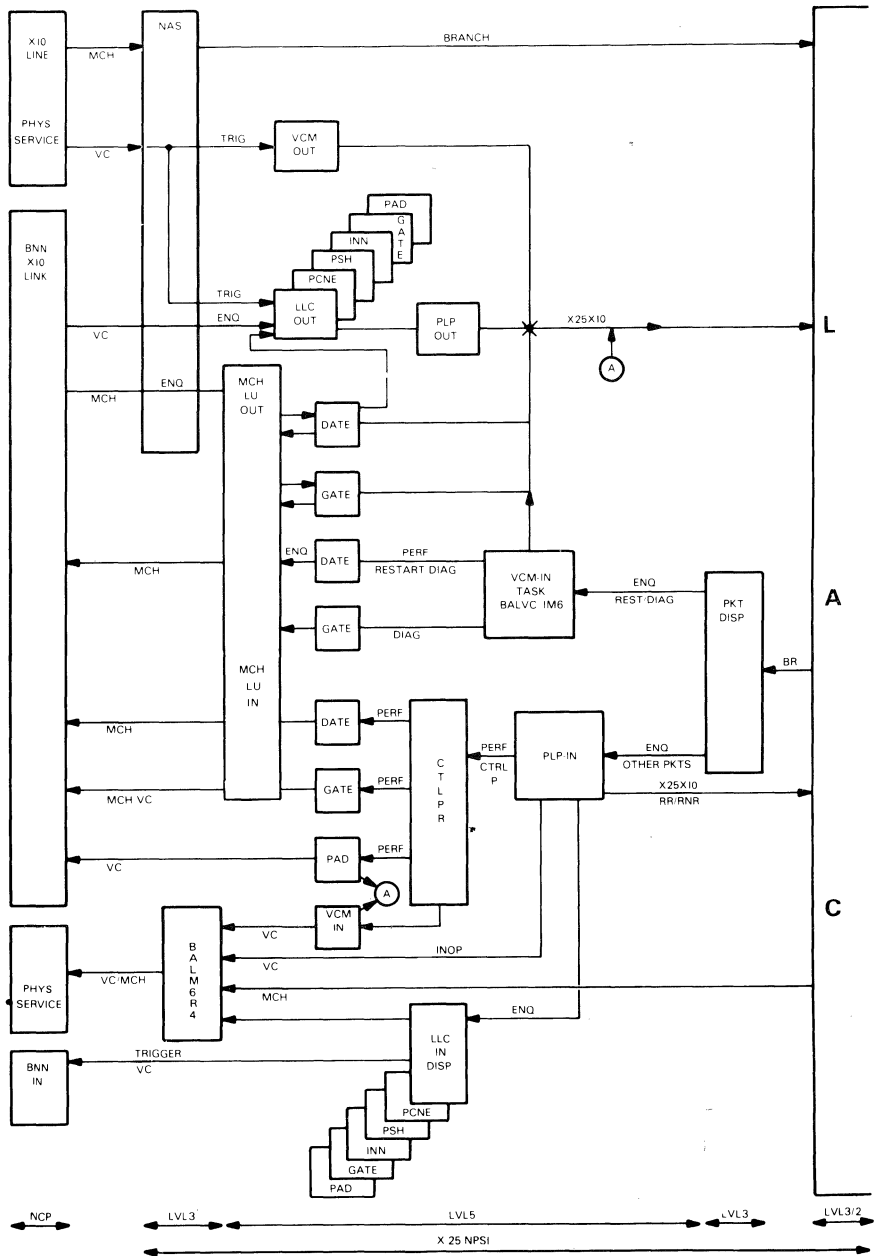 X10
LINE
PHYS
SERVICE
MCH
VC
NAS
BRANCH
TRIG
VCM
OUT
PAD
GATE
INN
PSH
PCNE
LLC
OUT
BNN
X10
LINK
TRIG
ENQ
VC
PLP
OUT
X25X10
L
A
ENQ
MCH
MCH
LU
OUT
DATE
GATE
ENQ
DATE
PERF
RESTART DIAG
MCH
VCM-IN
TASK
BALVC IM6
ENQ
REST/DIAG
PKT
DISP
A
GATE
DIAG
BR
MCH
LU
IN
MCH
DATE
PERF
CTLPR
PERF
CTRL
P
PLP-IN
ENQ
OTHER PKTS
X25X10
RR/RNR
MCH VC
GATE
PERF
VC
PAD
PERF
A
VCM
IN
VC
C
BALM6R4
INOP
VC
PHYS
SERVICE
VC/MCH
MCH
ENQ
LLC
IN
DISP
BNN
IN
TRIGGER
VC
PCNE
PSH
INN
GATE
PAD
NCP
LVL3
LVL5
LVL3
LVL3/2
X 25 NPSI